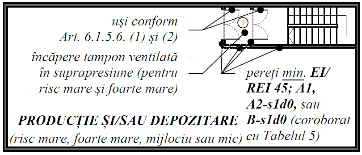 uși conform
Art. 6.1.5.6. (1) și (2)
încăpere tampon ventilată
în suprapresiune (pentru
risc mare și foarte mare)
pereți min. EI/
REI 45; A1,
A2-s1d0, sau
B-s1d0 (coroborat
cu Tabelul 5)
PRODUCȚIE ȘI/SAU DEPOZITARE
(risc mare, foarte mare, mijlociu sau mic)